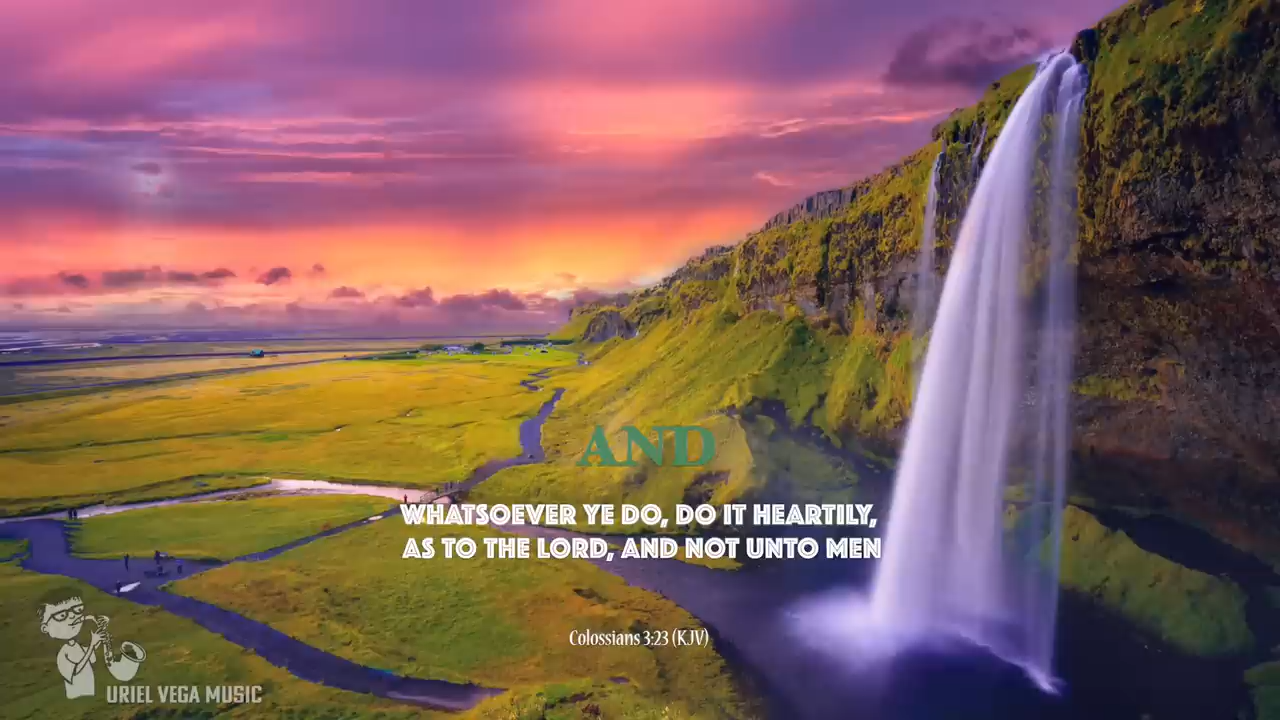 AND
WHATSOEVER YE DO, DO IT HEARTILY,
AS TO THE LORD, AND NOT UNTO MEN
Colossians 3:23 (KJV)
URIEL VEGA MUSIC